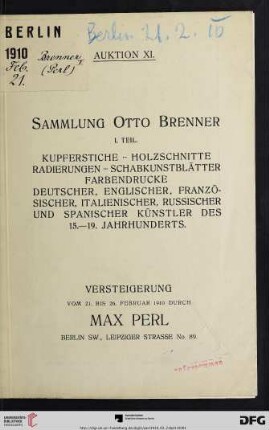 BERLIN
1910
Feb.
21.
Berlin 21. 2. 10
Brenner,
(Perl)
AUKTION XI.
SAMMLUNG OTTO BRENNER
I. TEIL.
KUPFERSTICHE - HOLZSCHNITTE
RADIERUNGEN - SCHABKUNSTBLÄTTER
FARBENDRUCKE
DEUTSCHER, ENGLISCHER, FRANZÖ-
SISCHER, ITALIENISCHER, RUSSISCHER
UND SPANISCHER KÜNSTLER DES
15.—19. JAHRHUNDERTS.
VERSTEIGERUNG
VOM 21. BIS 26. FEBRUAR 1910 DURCH
MAX PERL
BERLIN SW., LEIPZIGER STRASSE No. 89.
DFG